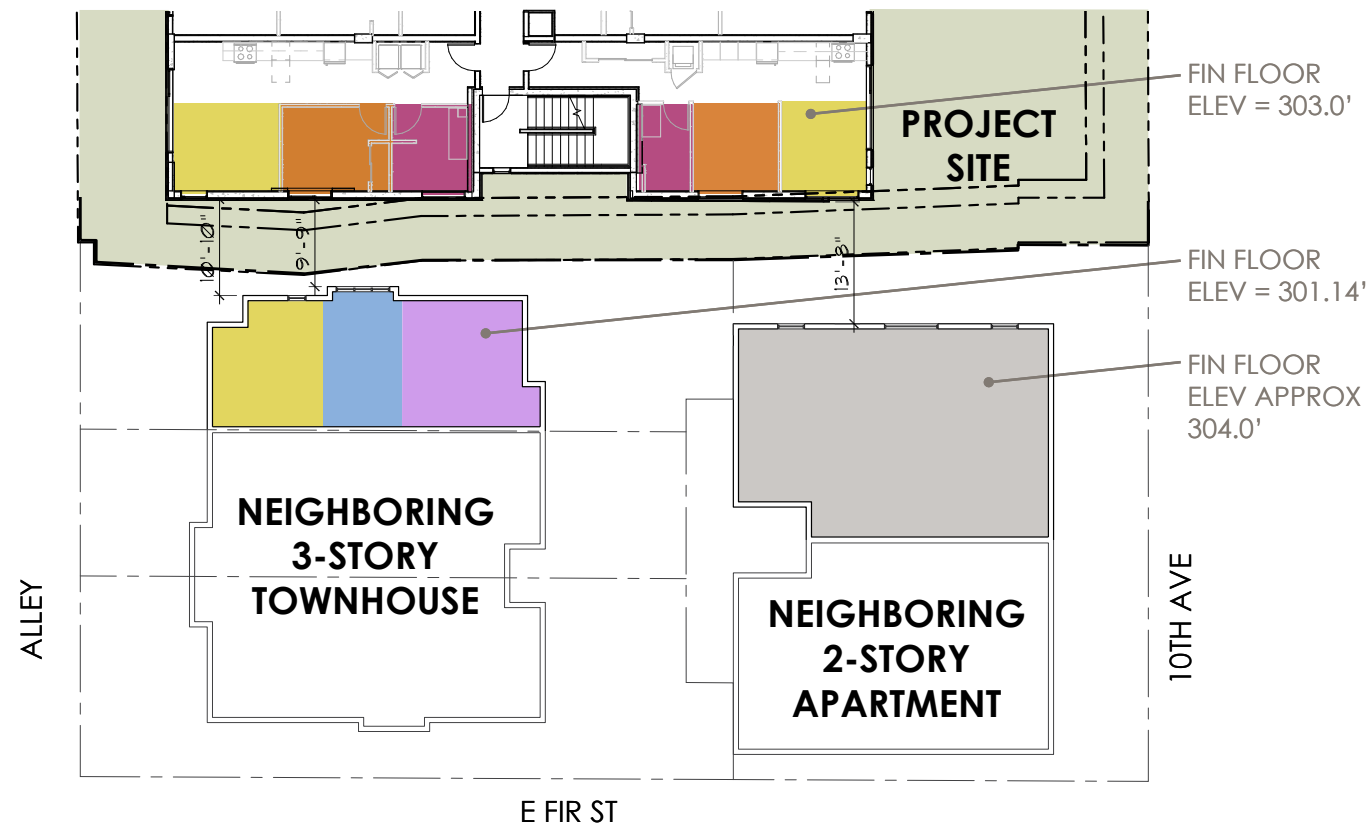 FIN FLOOR
ELEV = 303.0’
PROJECT
SITE
10'-10"
9'-9"
13'-8"
FIN FLOOR
ELEV = 301.14’
FIN FLOOR
ELEV APPROX
304.0’
NEIGHBORING
3-STORY
TOWNHOUSE
NEIGHBORING
2-STORY
APARTMENT
ALLEY
10TH AVE
E FIR ST